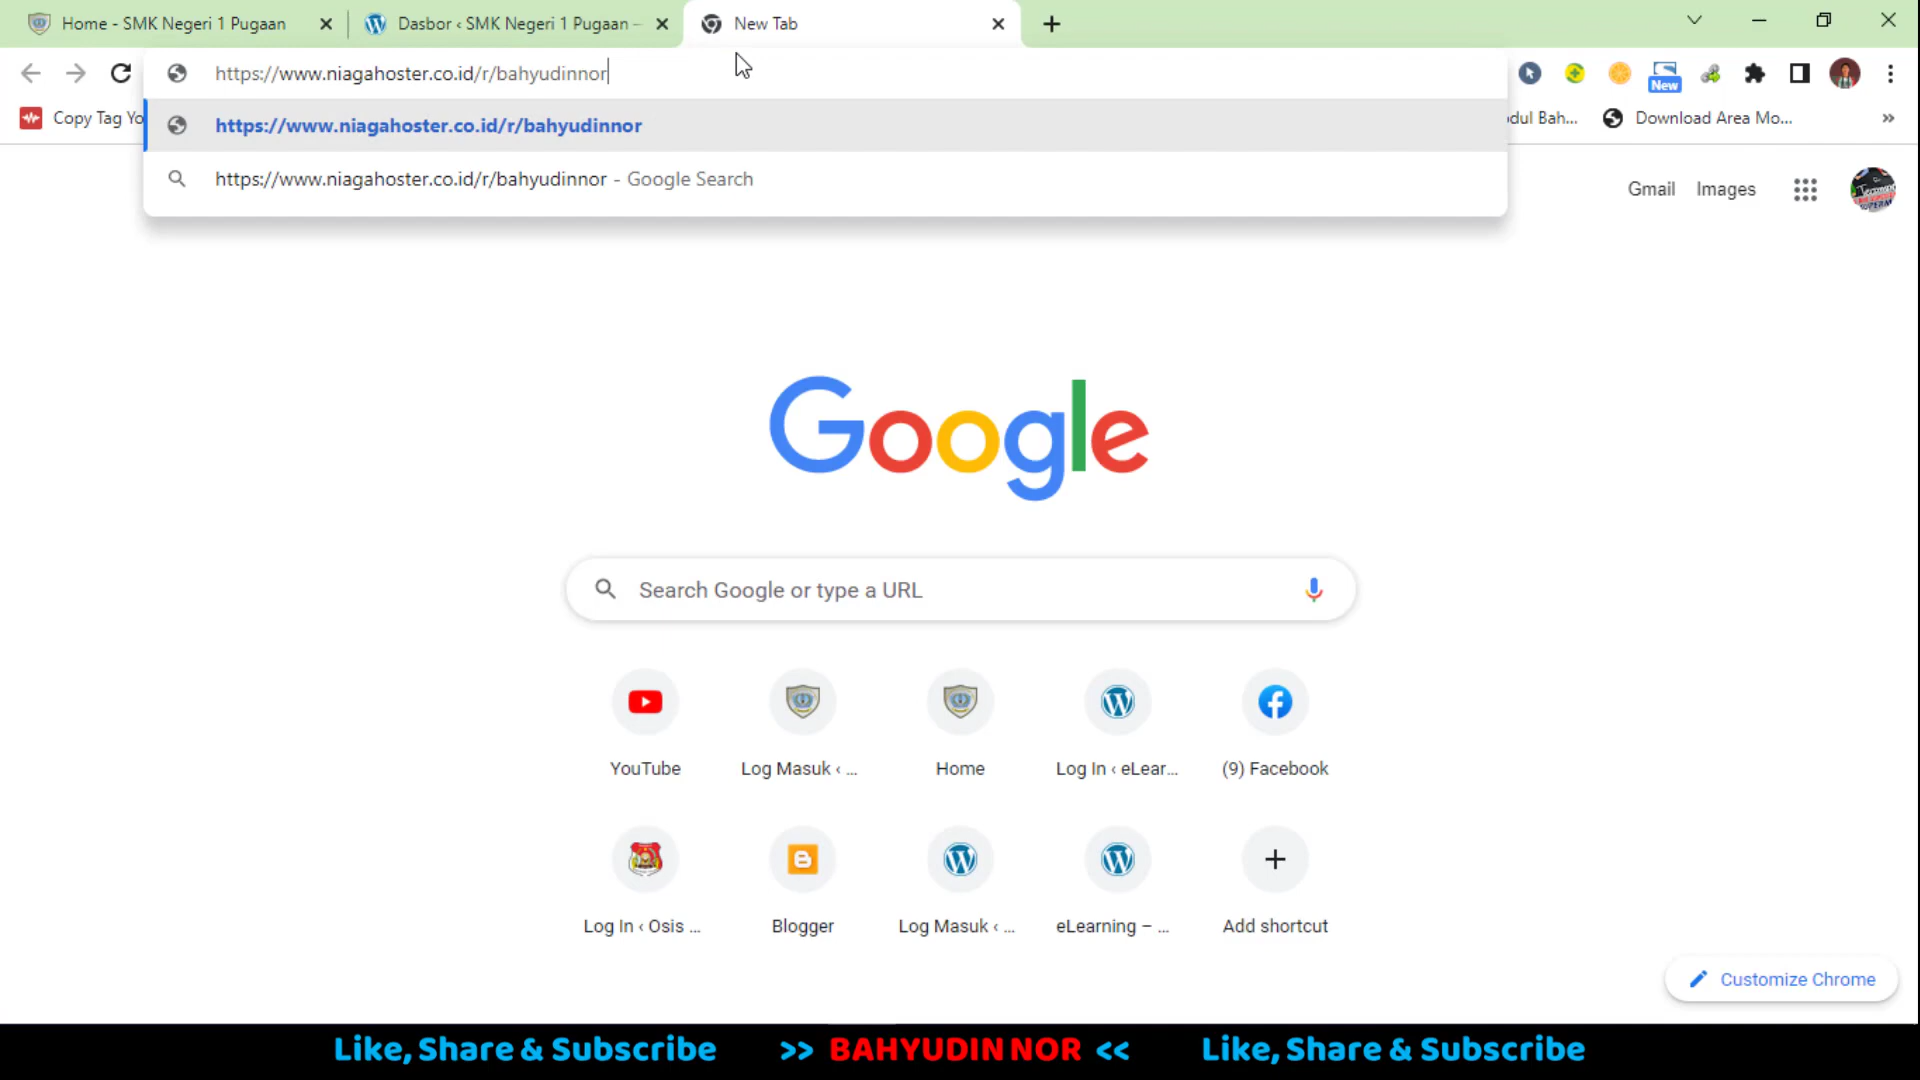 Home - SMK Negeri 1 Pugaan
Dasbor ‹ SMK Negeri 1 Pugaan –
New Tab
https://www.niagahoster.co.id/r/bahyudinnor
New
Copy Tag Yo
https://www.niagahoster.co.id/r/bahyudinnor
dul Bah...
Download Area Mo...
»
https://www.niagahoster.co.id/r/bahyudinnor - Google Search
Gmail Images
Google
Search Google or type a URL
YouTube
Log Masuk ‹ ...
Home
Log In ‹ eLear...
(9) Facebook
Log In ‹ Osis ...
Blogger
Log Masuk ‹ ...
eLearning – ...
Add shortcut
Customize Chrome
Like, Share & Subscribe >> BAHYUDIN NOR << Like, Share & Subscribe